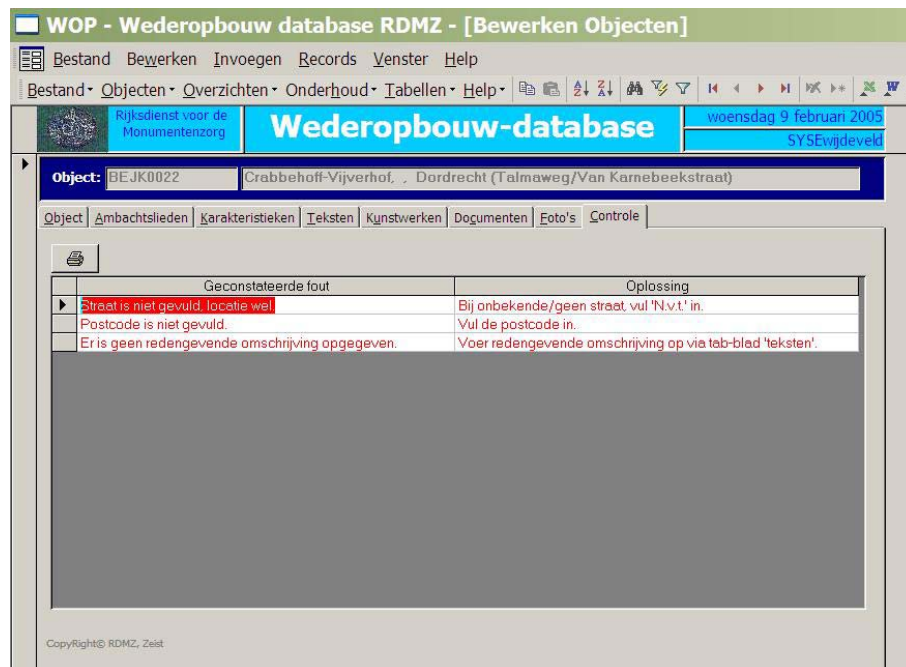 WOP - Wederopbouw database RDMZ - [Bewerken Objecten]
Bestand Bewerken Invoegen Records Venster Help
Bestand Objecten Overzichten Onderhoud Tabellen Help
Rijksdienst voor de
Monumentenzorg
Wederopbouw-database
woensdag 9 februari 2005
SYSEwijdeveld
Object: BEJK0022 Crabbehoff-Vijverhof, , Dordrecht (Talmaweg/Van Karnebeekstraat)
Object Ambachtslieden Karakteristieken Teksten Kunstwerken Documenten Foto's Controle
Geconstateerde fout Oplossing
Straat is niet gevuld, locatie wel. Bij onbekende/geen straat, vul 'N.v.t.' in.
Postcode is niet gevuld. Vul de postcode in.
Er is geen redengevende omschrijving opgegeven. Voer redengevende omschrijving op via tab-blad 'teksten'.
CopyRight© RDMZ, Zeist